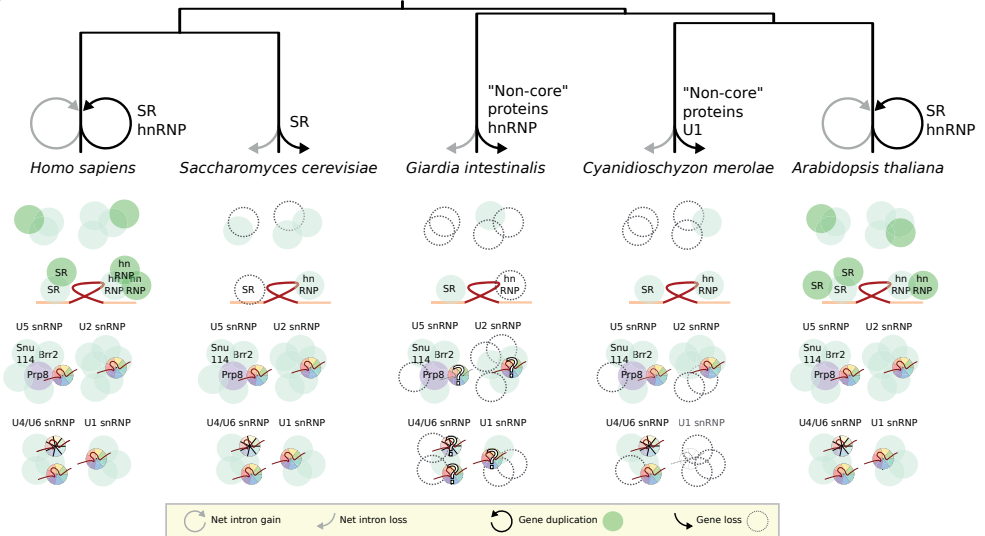 SR
hnRNP
SR
"Non-core"
proteins
hnRNP
"Non-core"
proteins
U1
SR
hnRNP
Homo sapiens
Saccharomyces cerevisiae
Giardia intestinalis
Cyanidioschyzon merolae
Arabidopsis thaliana
SR
SR
hn
RNP
hn
RNP
hn
RNP
SR
hn
RNP
SR
hn
RNP
SR
hn
RNP
SR
SR
SR
hn
RNP
hn
RNP
U5 snRNP U2 snRNP
Snu
114
Brr2
Prp8
U5 snRNP U2 snRNP
Snu
114
Brr2
Prp8
U5 snRNP U2 snRNP
Snu
114
Brr2
Prp8
?
?
U5 snRNP U2 snRNP
Snu
114
Brr2
Prp8
U5 snRNP U2 snRNP
Snu
114
Brr2
Prp8
U4/U6 snRNP U1 snRNP
U4/U6 snRNP U1 snRNP
U4/U6 snRNP U1 snRNP
?
?
?
U4/U6 snRNP U1 snRNP
U4/U6 snRNP U1 snRNP
Net intron gain
Net intron loss
Gene duplication
Gene loss